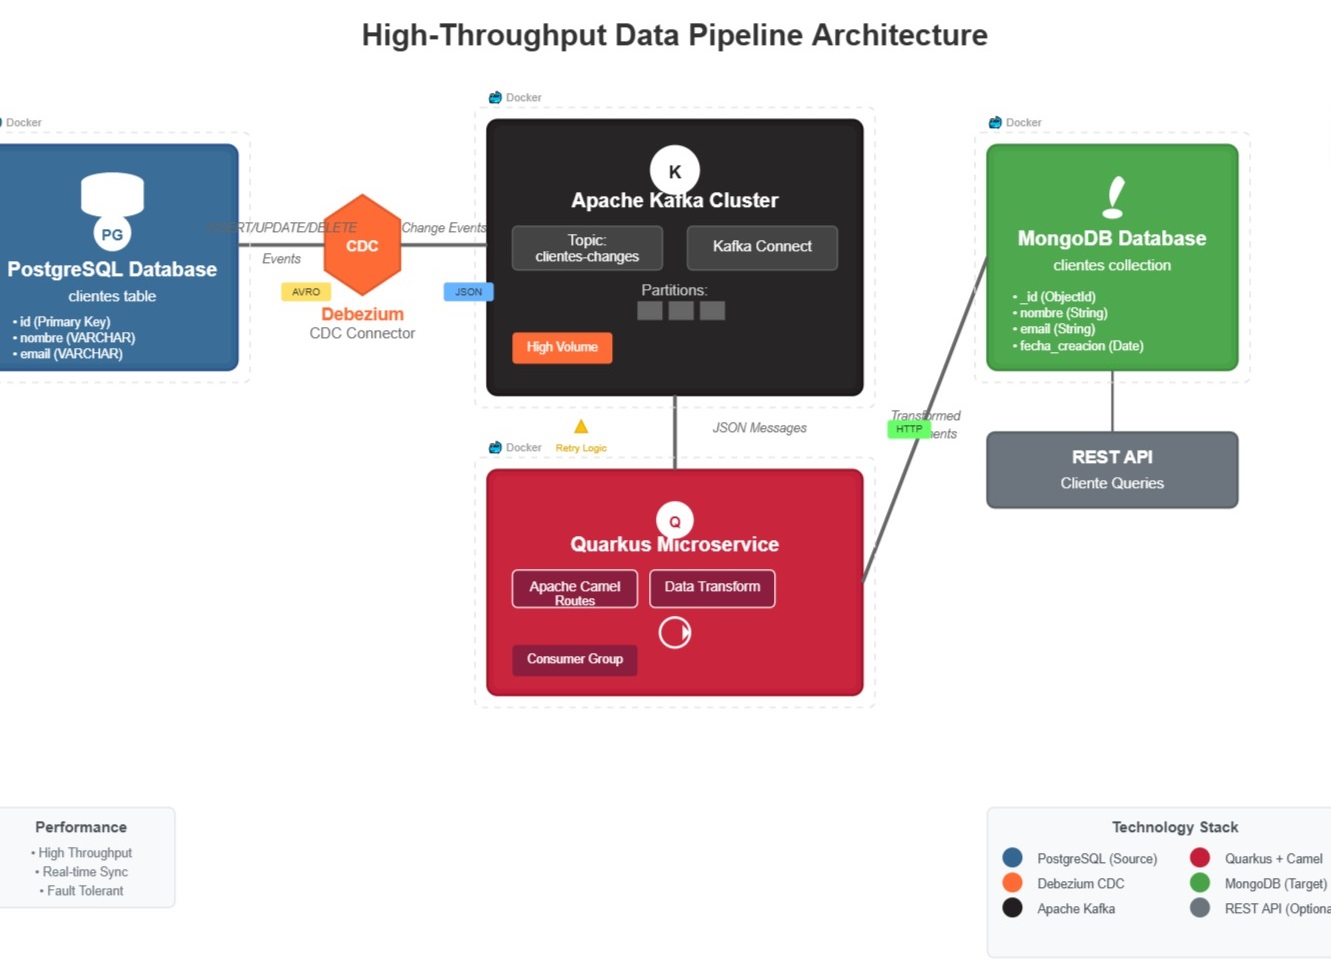 High-Throughput Data Pipeline Architecture
Docker
PG
PostgreSQL Database
clientes table
• id (Primary Key)
• nombre (VARCHAR)
• email (VARCHAR)
INSERT/UPDATE/DELETE
Events
AVRO
CDC
Debezium
CDC Connector
Change Events
JSON
Docker
K
Apache Kafka Cluster
Topic:
clientes-changes
Kafka Connect
Partitions:
High Volume
JSON Messages
Retry Logic
Docker
Q
Quarkus Microservice
Apache Camel
Routes
Data Transform
Consumer Group
Transformed
HTTP
Docker
MongoDB Database
clientes collection
• _id (ObjectId)
• nombre (String)
• email (String)
• fecha_creacion (Date)
REST API
Cliente Queries
Performance
• High Throughput
• Real-time Sync
• Fault Tolerant
Technology Stack
PostgreSQL (Source)
Quarkus + Camel
Debezium CDC
MongoDB (Target)
Apache Kafka
REST API (Optiona